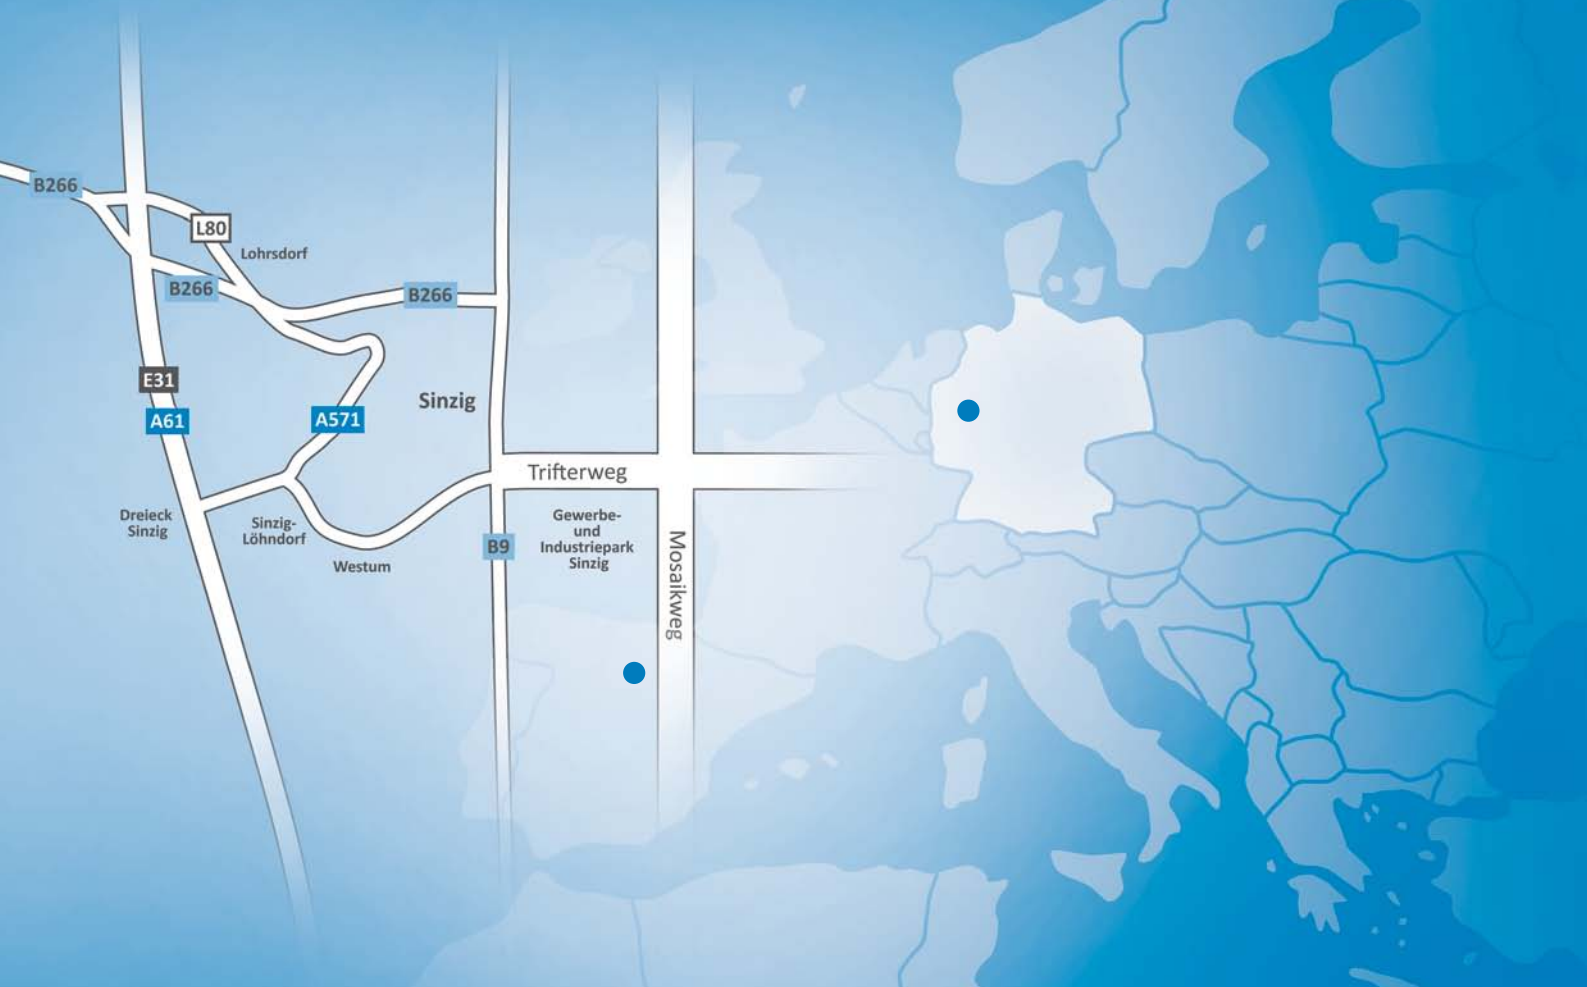 B266
L80
Lohrsdorf
B266
B266
E31
A61
A571
Sinzig
Trifterweg
Dreieck
Sinzig
Sinzig-
Löhndorf
Westum
B9
Gewerbe-
und
Industriepark
Sinzig
Mosaikweg